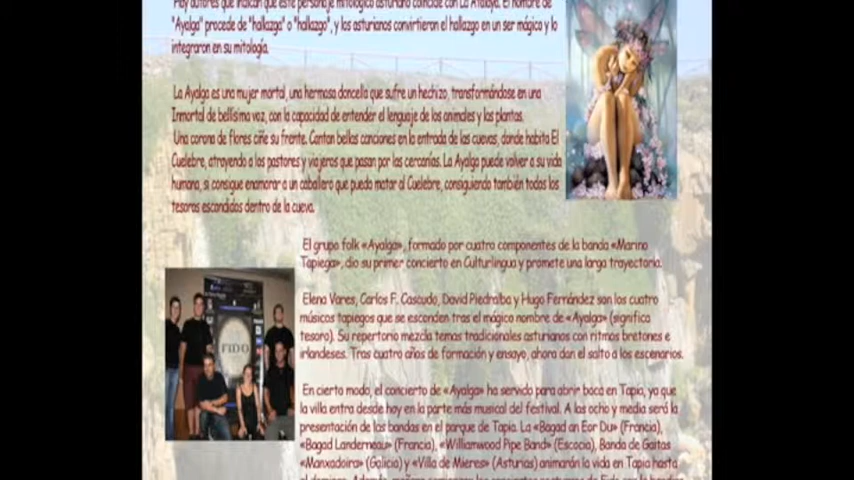 Hay autores que indican que este personaje mitológico asturiano coincide con La Atalaya. El nombre de
"Ayalga" procede de "hallazga" o "hallazgo", y los asturianos convirtieron el hallazgo en un ser mágico y lo
integraron en su mitología.
La Ayalga es una mujer mortal, una hermosa doncella que sufre un hechizo, transformándose en una
Inmortal de bellísima voz, con la capacidad de entender el lenguaje de los animales y las plantas.
Una corona de flores ciñe su frente. Cantan bellas canciones en la entrada de las cuevas, donde habita El
Cuelebre, atrayendo a los pastores y viajeros que pasan por las cercanías. La Ayalga puede volver a su vida
humana, si consigue enamorar a un caballero que pueda matar al Cuelebre, consiguiendo también todos los
tesoros escondidos dentro de la cueva.
El grupo folk «Ayalga», formado por cuatro componentes de la banda «Marino
Tapiega», dio su primer concierto en Culturlingua y promete una larga trayectoria.
Elena Vares, Carlos F. Cascudo, David Piedralba y Hugo Fernández son los cuatro
músicos tapiegos que se esconden tras el mágico nombre de «Ayalga» (significa
tesoro). Su repertorio mezcla temas tradicionales asturianos con ritmos bretones e
irlandeses. Tras cuatro años de formación y ensayo, ahora dan el salto a los escenarios.
FIDO
En cierto modo, el concierto de «Ayalga» ha servido para abrir boca en Tapia, ya que
la villa entra desde hoy en la parte más musical del festival. A las ocho y media será la
presentación de las bandas en el parque de Tapia. La «Bagad an Eor Du» (Francia),
«Bagad Landerneau» (Francia), «Williamwood Pipe Band» (Escocia), Banda de Gaitas
«Manxadoira» (Galicia) y «Villa de Mieres» (Asturias) animarán la vida en Tapia hasta